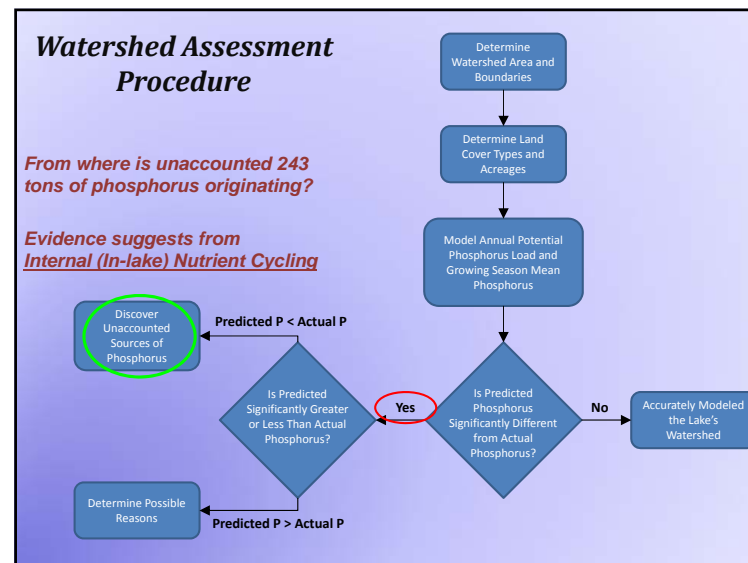 Watershed Assessment
Procedure
From where is unaccounted 243
tons of phosphorus originating?
Evidence suggests from
Internal (In-lake) Nutrient Cycling
Determine
Watershed Area and
Boundaries
Determine Land
Cover Types and
Acreages
Model Annual Potential
Phosphorus Load and
Growing Season Mean
Phosphorus
Is Predicted
Phosphorus
Significantly Different
from Actual
Phosphorus?
No
Accurately Modeled
the Lake's
Watershed
Yes
Is Predicted
Significantly Greater
or Less Than Actual
Phosphorus?
Predicted P < Actual P
Discover
Unaccounted
Sources of
Phosphorus
Predicted P > Actual P
Determine Possible
Reasons